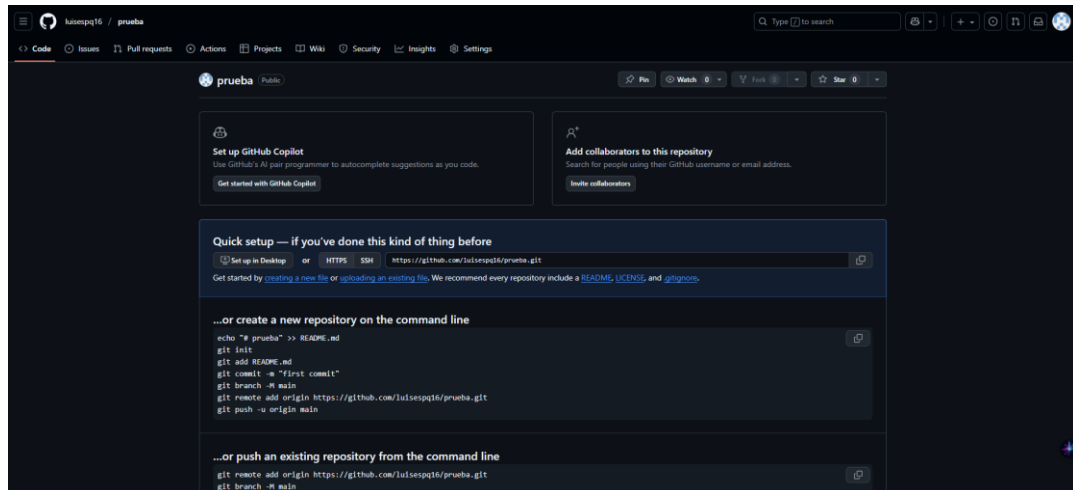 luisespq16 / prueba
Type / to search
Code Issues Pull requests Actions Projects Wiki Security Insights Settings
prueba Public
Pin Watch 0 Fork 0 Star 0
Set up GitHub Copilot
Use GitHub's AI pair programmer to autocomplete suggestions as you code.
Get started with GitHub Copilot
Add collaborators to this repository
Search for people using their GitHub username or email address.
Invite collaborators
Quick setup — if you've done this kind of thing before
Set up in Desktop or HTTPS SSH https://github.com/luisespq16/prueba.git
Get started by creating a new file or uploading an existing file. We recommend every repository include a README, LICENSE, and .gitignore.
...or create a new repository on the command line
echo "# prueba" >> README.md
git init
git add README.md
git commit -m "first commit"
git branch -M main
git remote add origin https://github.com/luisespq16/prueba.git
git push -u origin main
...or push an existing repository from the command line
git remote add origin https://github.com/luisespq16/prueba.git
git branch -M main